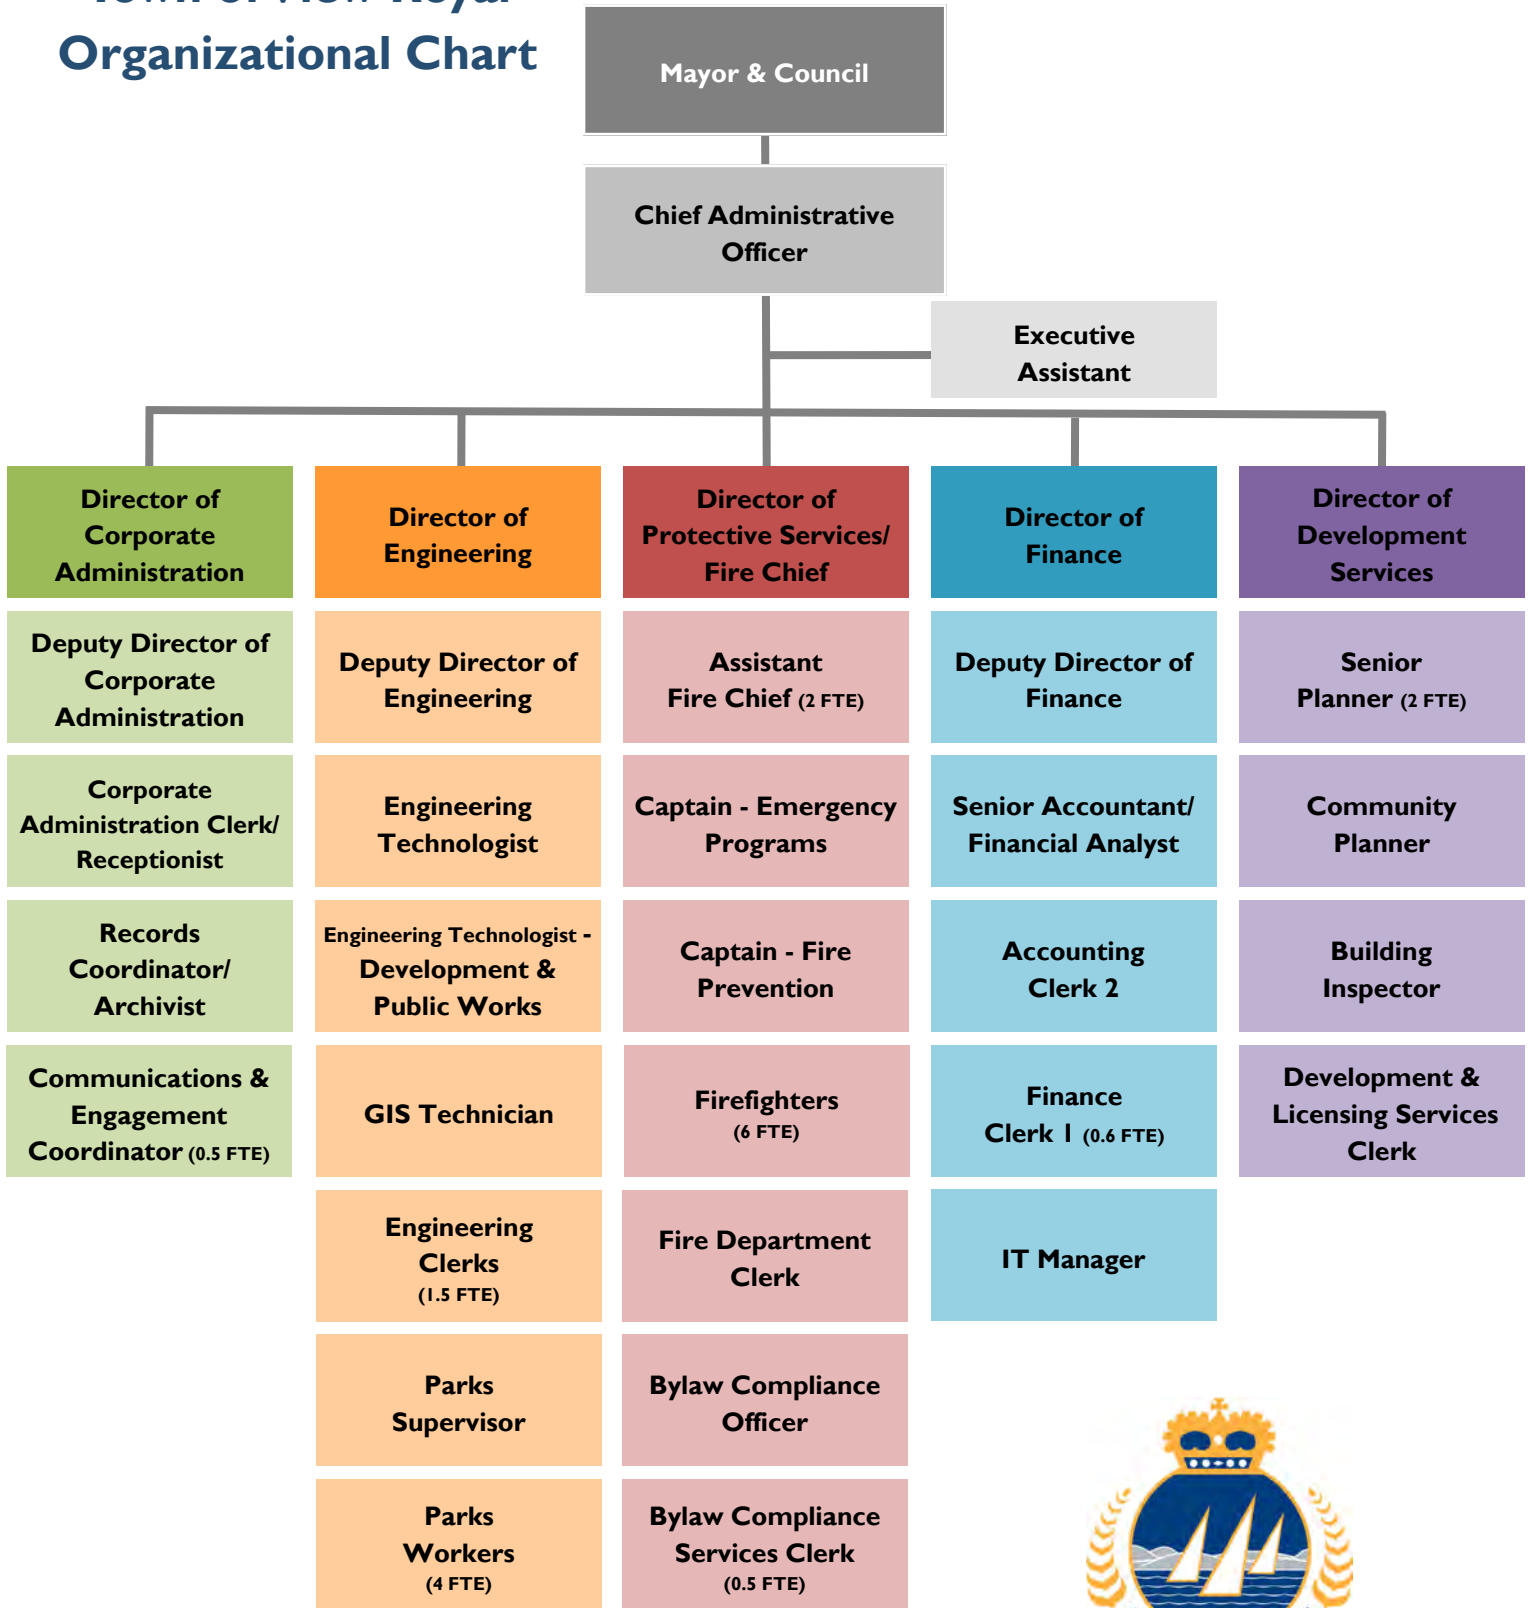 Town of View Royal
Organizational Chart
Mayor & Council
Chief Administrative
Officer
Executive
Assistant
Director of
Corporate
Administration
Deputy Director of
Corporate
Administration
Corporate
Administration Clerk/
Receptionist
Records
Coordinator/
Archivist
Communications &
Engagement
Coordinator (0.5 FTE)
Director of
Engineering
Deputy Director of
Engineering
Engineering
Technologist
Engineering Technologist -
Development &
Public Works
GIS Technician
Engineering
Clerks
(1.5 FTE)
Parks
Supervisor
Parks
Workers
(4 FTE)
Director of
Protective Services/
Fire Chief
Assistant
Fire Chief (2 FTE)
Captain - Emergency
Programs
Captain - Fire
Prevention
Firefighters
(6 FTE)
Fire Department
Clerk
Bylaw Compliance
Officer
Bylaw Compliance
Services Clerk
(0.5 FTE)
Director of
Finance
Deputy Director of
Finance
Senior Accountant/
Financial Analyst
Accounting
Clerk 2
Finance
Clerk 1 (0.6 FTE)
IT Manager
Director of
Development
Services
Senior
Planner (2 FTE)
Community
Planner
Building
Inspector
Development &
Licensing Services
Clerk